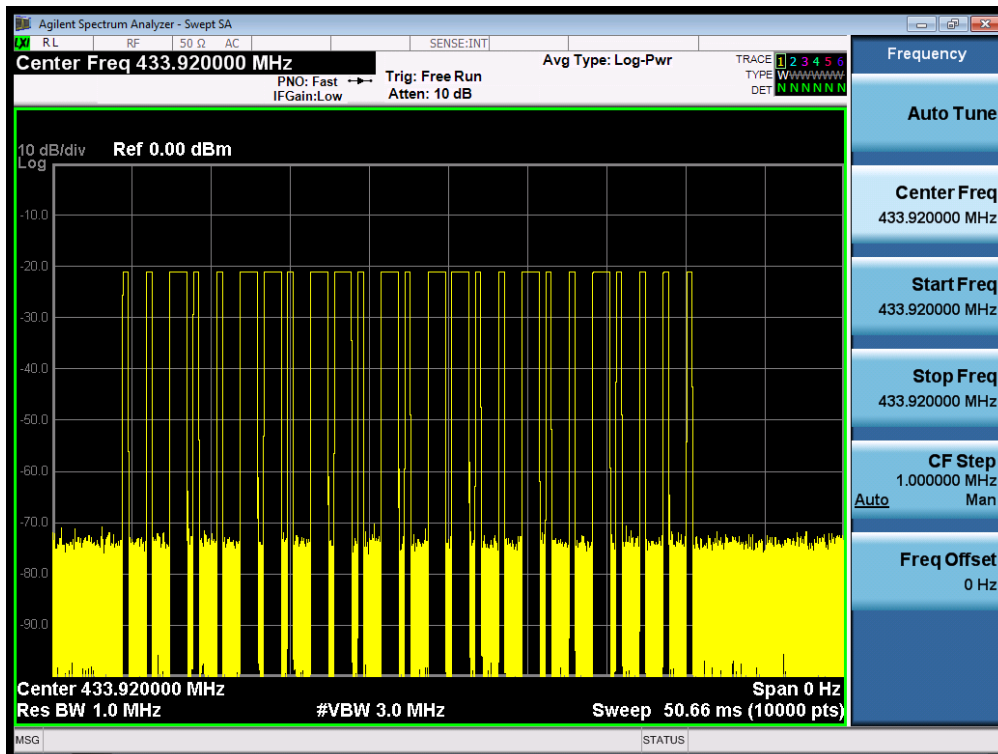 Agilent Spectrum Analyzer - Swept SA
LXI RL RF 50 Ω AC SENSE:INT
Center Freq 433.920000 MHz
PNO: Fast
IFGain:Low
Trig: Free Run
Atten: 10 dB
Avg Type: Log-Pwr
TRACE 1 2 3 4 5 6
TYPE WWWWWW
DET N N N N N N
10 dB/div Ref 0.00 dBm
Log
-10.0
-20.0
-30.0
-40.0
-50.0
-60.0
-70.0
-80.0
-90.0
Center 433.920000 MHz Span 0 Hz
Res BW 1.0 MHz #VBW 3.0 MHz Sweep 50.66 ms (10000 pts)
MSG STATUS
Frequency
Auto Tune
Center Freq
433.920000 MHz
Start Freq
433.920000 MHz
Stop Freq
433.920000 MHz
CF Step
1.000000 MHz
Auto Man
Freq Offset
0 Hz